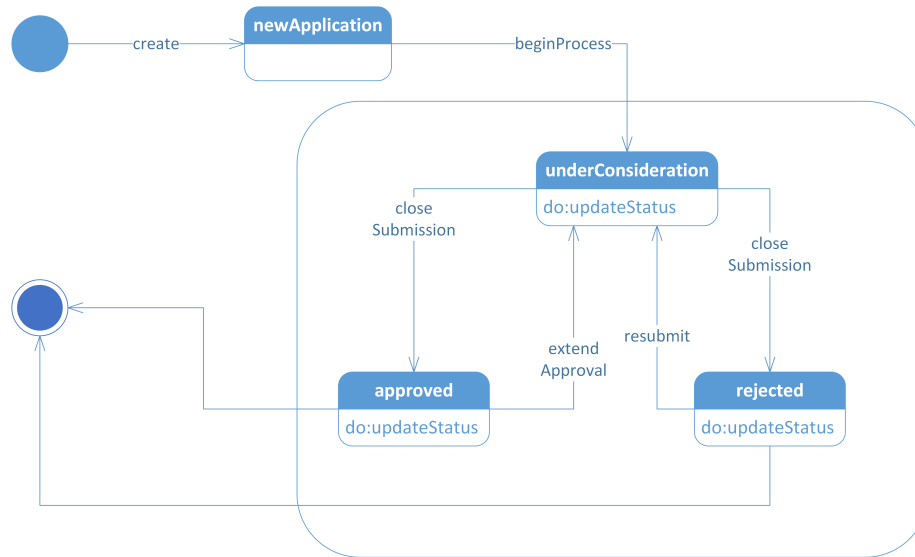 newApplication
create
beginProcess
underConsideration
do:updateStatus
close
Submission
close
Submission
extend
Approval
resubmit
approved
do:updateStatus
rejected
do:updateStatus